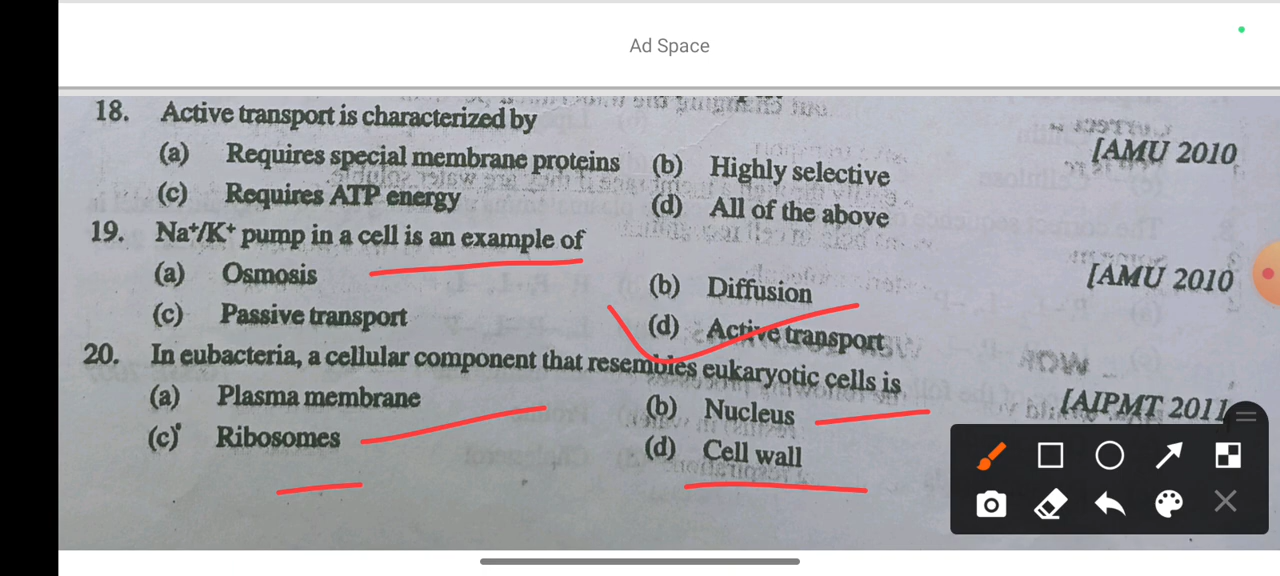 Ad Space
18. Active transport is characterized by
[AMU 2010
(a) Requires special membrane proteins (b) Highly selective
(c) Requires ATP energy (d) All of the above
19. Na⁺/K⁺ pump in a cell is an example of
[AMU 2010
(a) Osmosis (b) Diffusion
(c) Passive transport (d) Active transport
20. In eubacteria, a cellular component that resembles eukaryotic cells is
[AIPMT 2011
(a) Plasma membrane (b) Nucleus
(c) Ribosomes (d) Cell wall